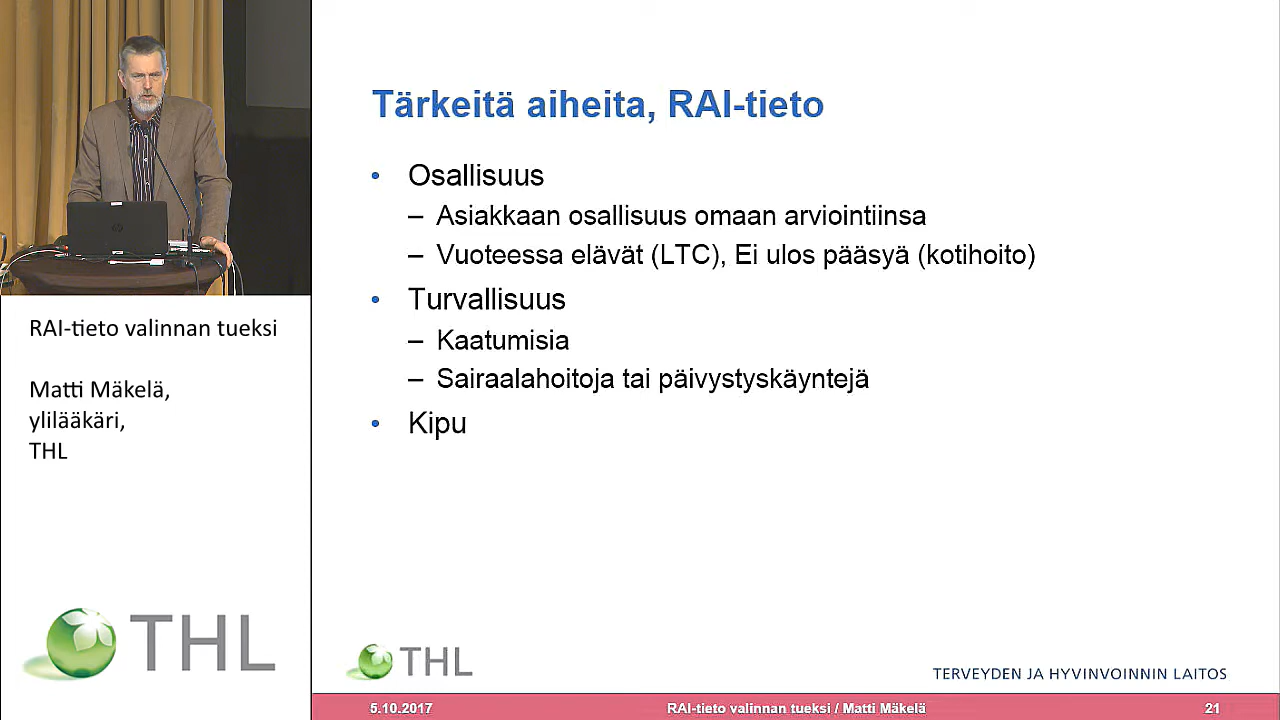 RAI-tieto valinnan tueksi
Matti Mäkelä,
ylilääkäri,
THL
THL
Tärkeitä aiheita, RAI-tieto
• Osallisuus
– Asiakkaan osallisuus omaan arviointiinsa
– Vuoteessa elävät (LTC), Ei ulos pääsyä (kotihoito)
• Turvallisuus
– Kaatumisia
– Sairaalahoitoja tai päivystyskäyntejä
• Kipu
THL
TERVEYDEN JA HYVINVOINNIN LAITOS
5.10.2017
RAI-tieto valinnan tueksi / Matti Mäkelä
21